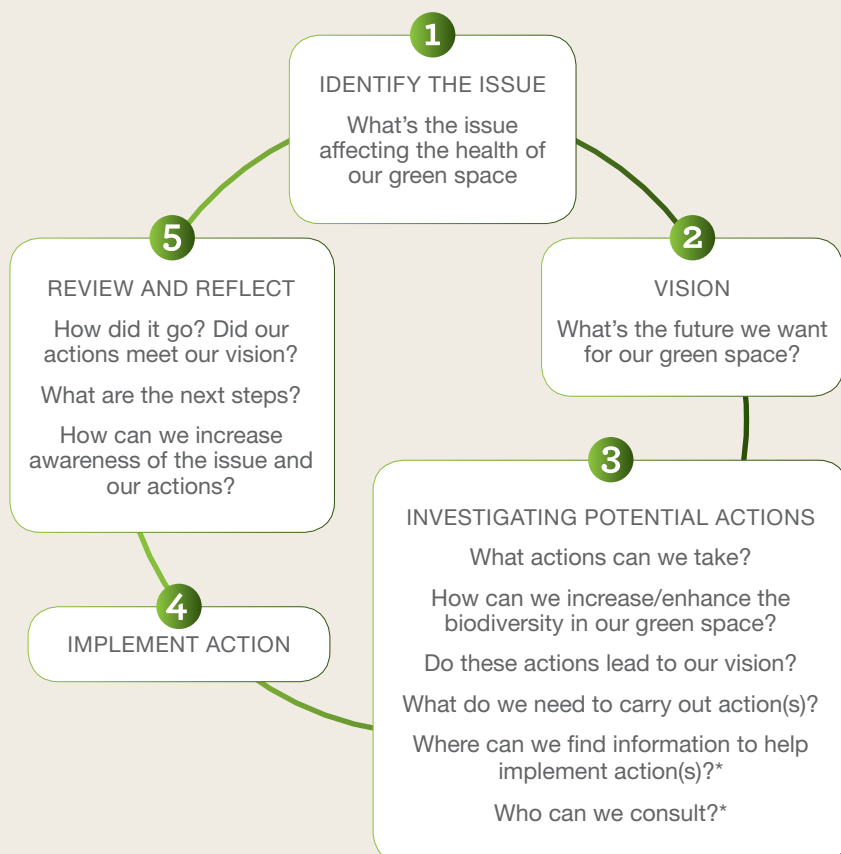 1
IDENTIFY THE ISSUE
What's the issue
affecting the health of
our green space
2
VISION
What's the future we want
for our green space?
3
INVESTIGATING POTENTIAL ACTIONS
What actions can we take?
How can we increase/enhance the
biodiversity in our green space?
Do these actions lead to our vision?
What do we need to carry out action(s)?
Where can we find information to help
implement action(s)?*
Who can we consult?*
4
IMPLEMENT ACTION
5
REVIEW AND REFLECT
How did it go? Did our
actions meet our vision?
What are the next steps?
How can we increase
awareness of the issue and
our actions?